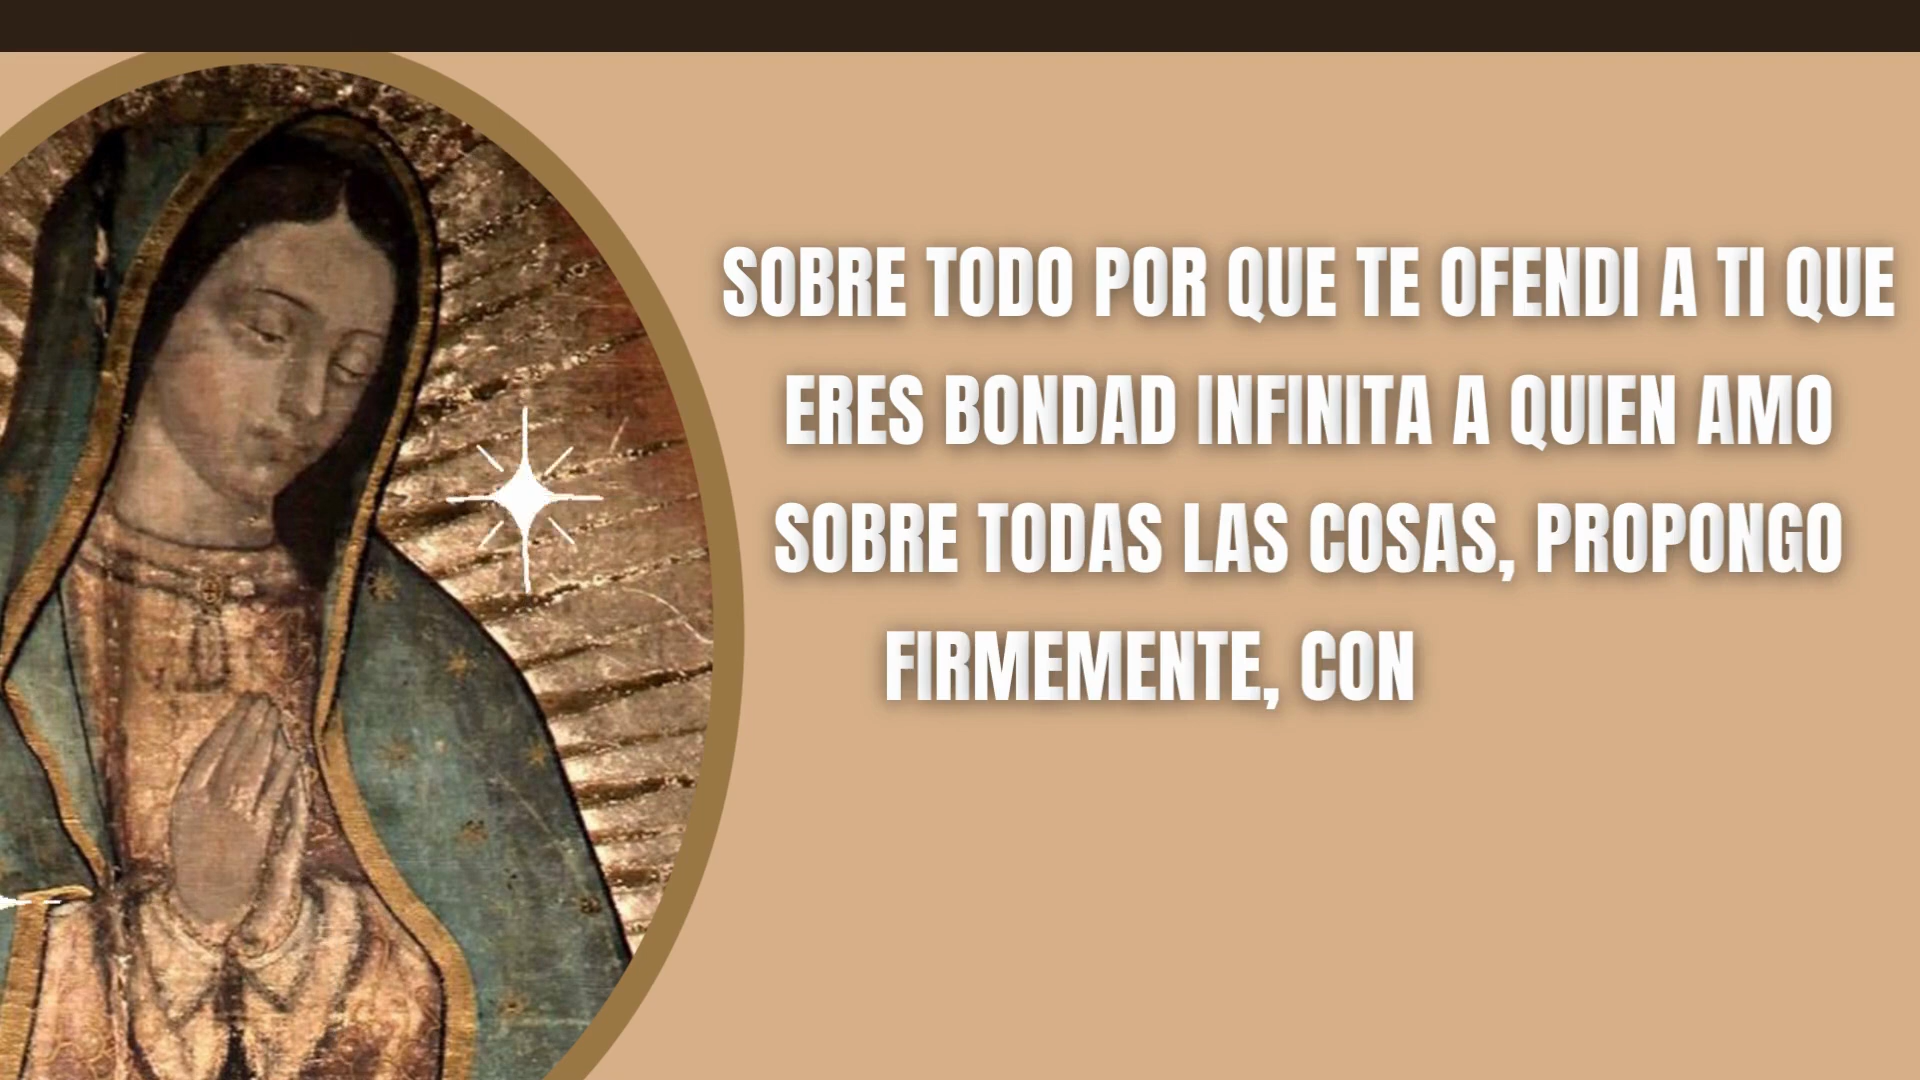 SOBRE TODO POR QUE TE OFENDI A TI QUE
ERES BONDAD INFINITA A QUIEN AMO
SOBRE TODAS LAS COSAS, PROPONGO
FIRMEMENTE, CON